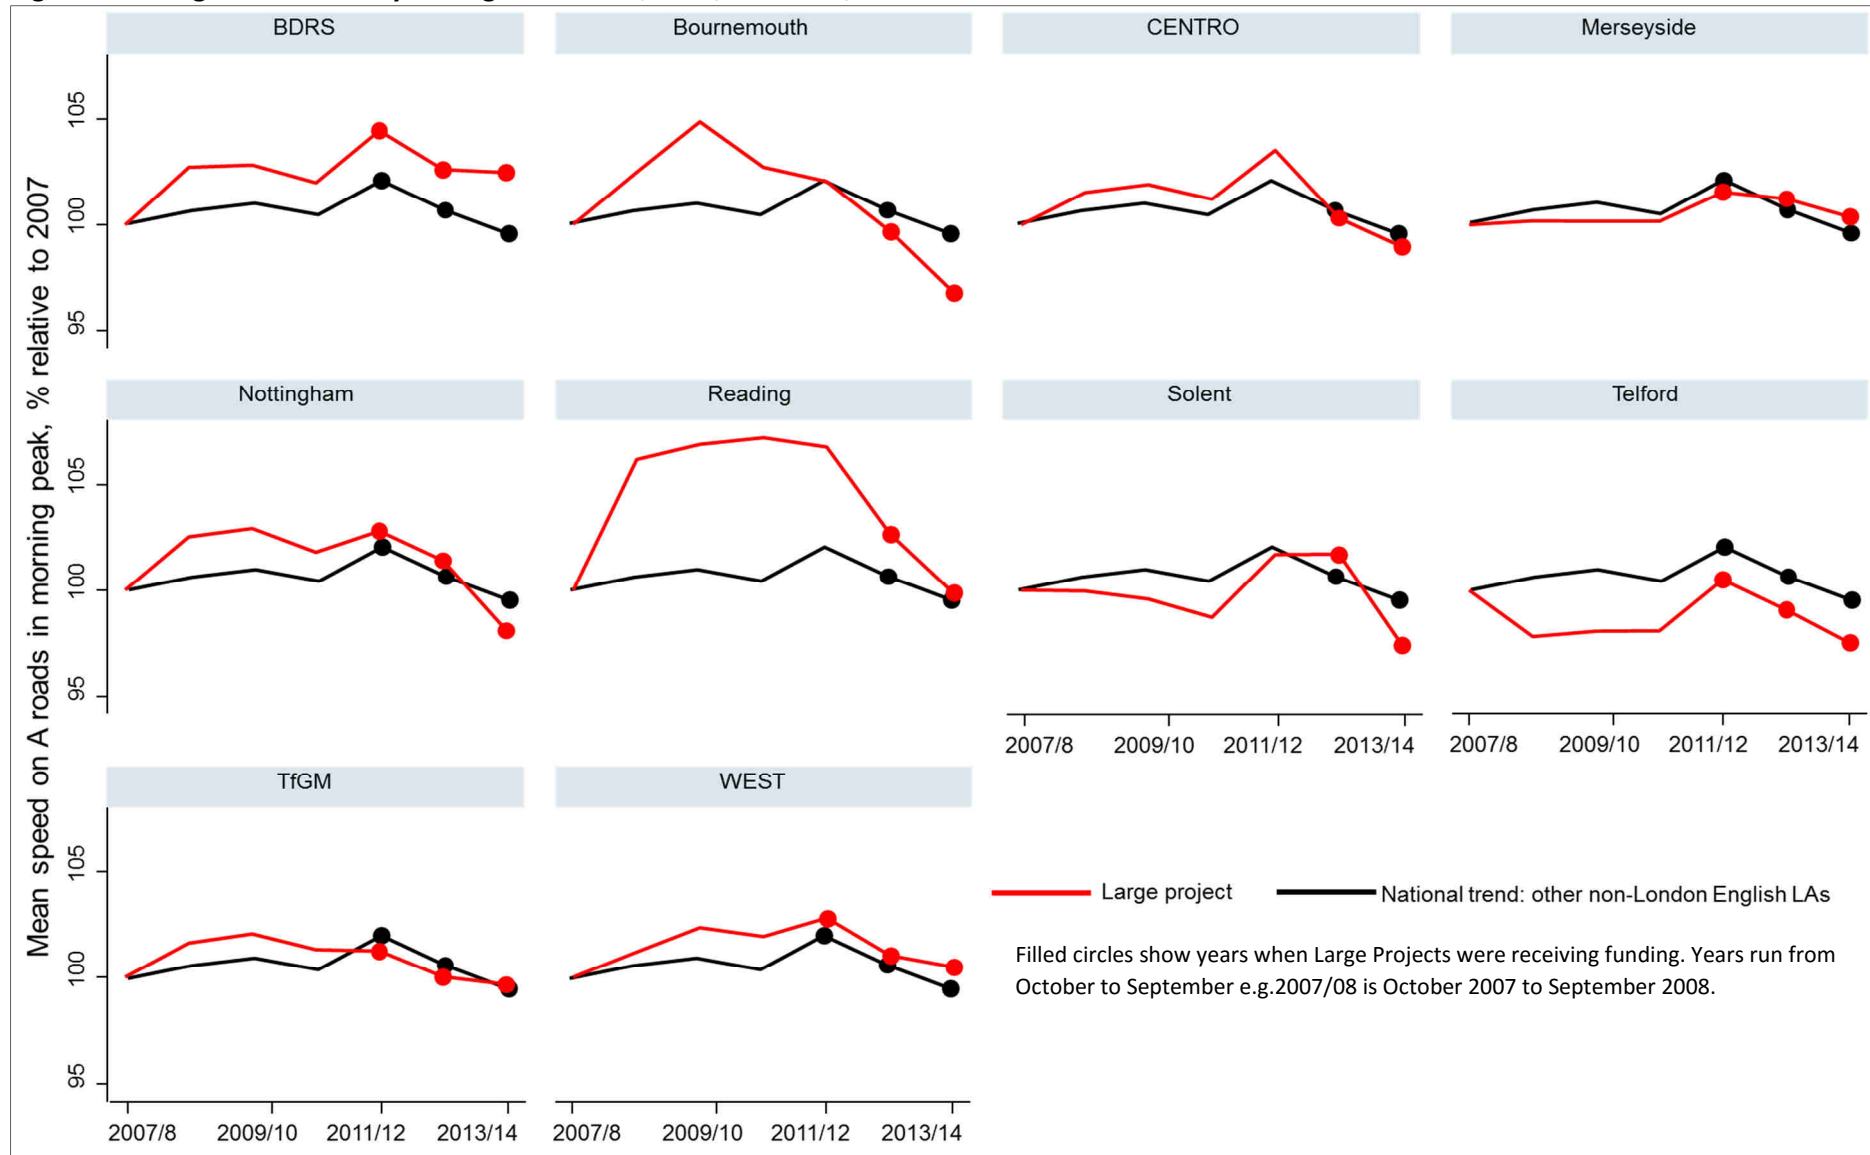 BDRS
Bournemouth
CENTRO
Merseyside
105
100
95
Mean speed on A roads in morning peak, % relative to 2007
Nottingham
Reading
Solent
Telford
105
100
95
2007/8 2009/10 2011/12 2013/14
2007/8 2009/10 2011/12 2013/14
TfGM
WEST
105
100
95
2007/8 2009/10 2011/12 2013/14
2007/8 2009/10 2011/12 2013/14
Large project
National trend: other non-London English LAs
Filled circles show years when Large Projects were receiving funding. Years run from
October to September e.g.2007/08 is October 2007 to September 2008.